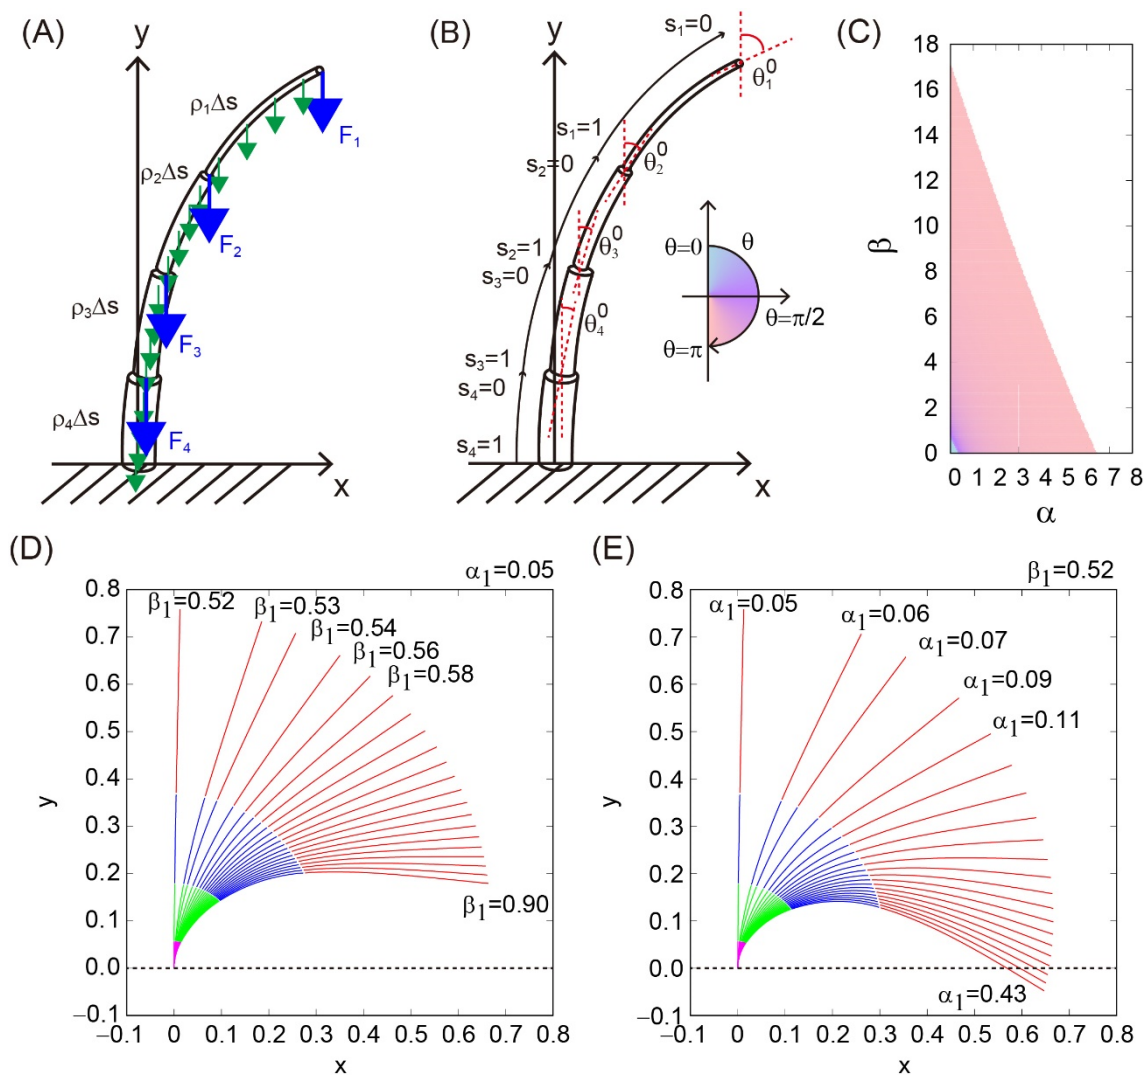 (A)
y
ρ1Δs
F1
ρ2Δs
F2
ρ3Δs
F3
ρ4Δs
F4
x
(B)
y
s1=0
θ1^0
s1=1
s2=0
θ2^0
s2=1
s3=0
θ3^0
θ4^0
s3=1
s4=0
s4=1
x
θ=0
θ
θ=π/2
θ=π
(C)
18
16
14
12
10
8
6
4
2
0
β
0 1 2 3 4 5 6 7 8
α
(D)
α1=0.05
β1=0.52
β1=0.53
β1=0.54
β1=0.56
β1=0.58
β1=0.90
0.8
0.7
0.6
0.5
0.4
0.3
0.2
0.1
0.0
−0.1
y
−0.1 0 0.1 0.2 0.3 0.4 0.5 0.6 0.7 0.8
x
(E)
β1=0.52
α1=0.05
α1=0.06
α1=0.07
α1=0.09
α1=0.11
α1=0.43
0.8
0.7
0.6
0.5
0.4
0.3
0.2
0.1
0.0
−0.1
y
−0.1 0 0.1 0.2 0.3 0.4 0.5 0.6 0.7 0.8
x